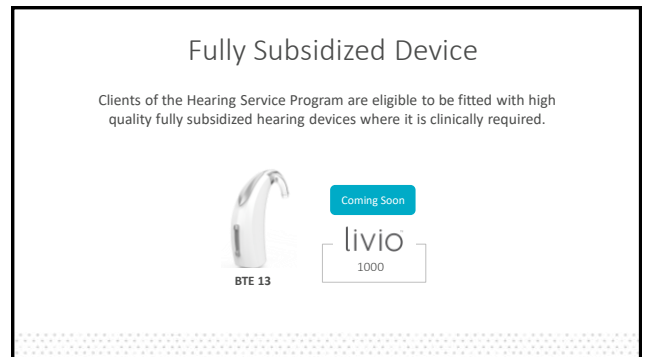 Fully Subsidized Device
Clients of the Hearing Service Program are eligible to be fitted with high
quality fully subsidized hearing devices where it is clinically required.
Coming Soon
livio
1000
BTE 13